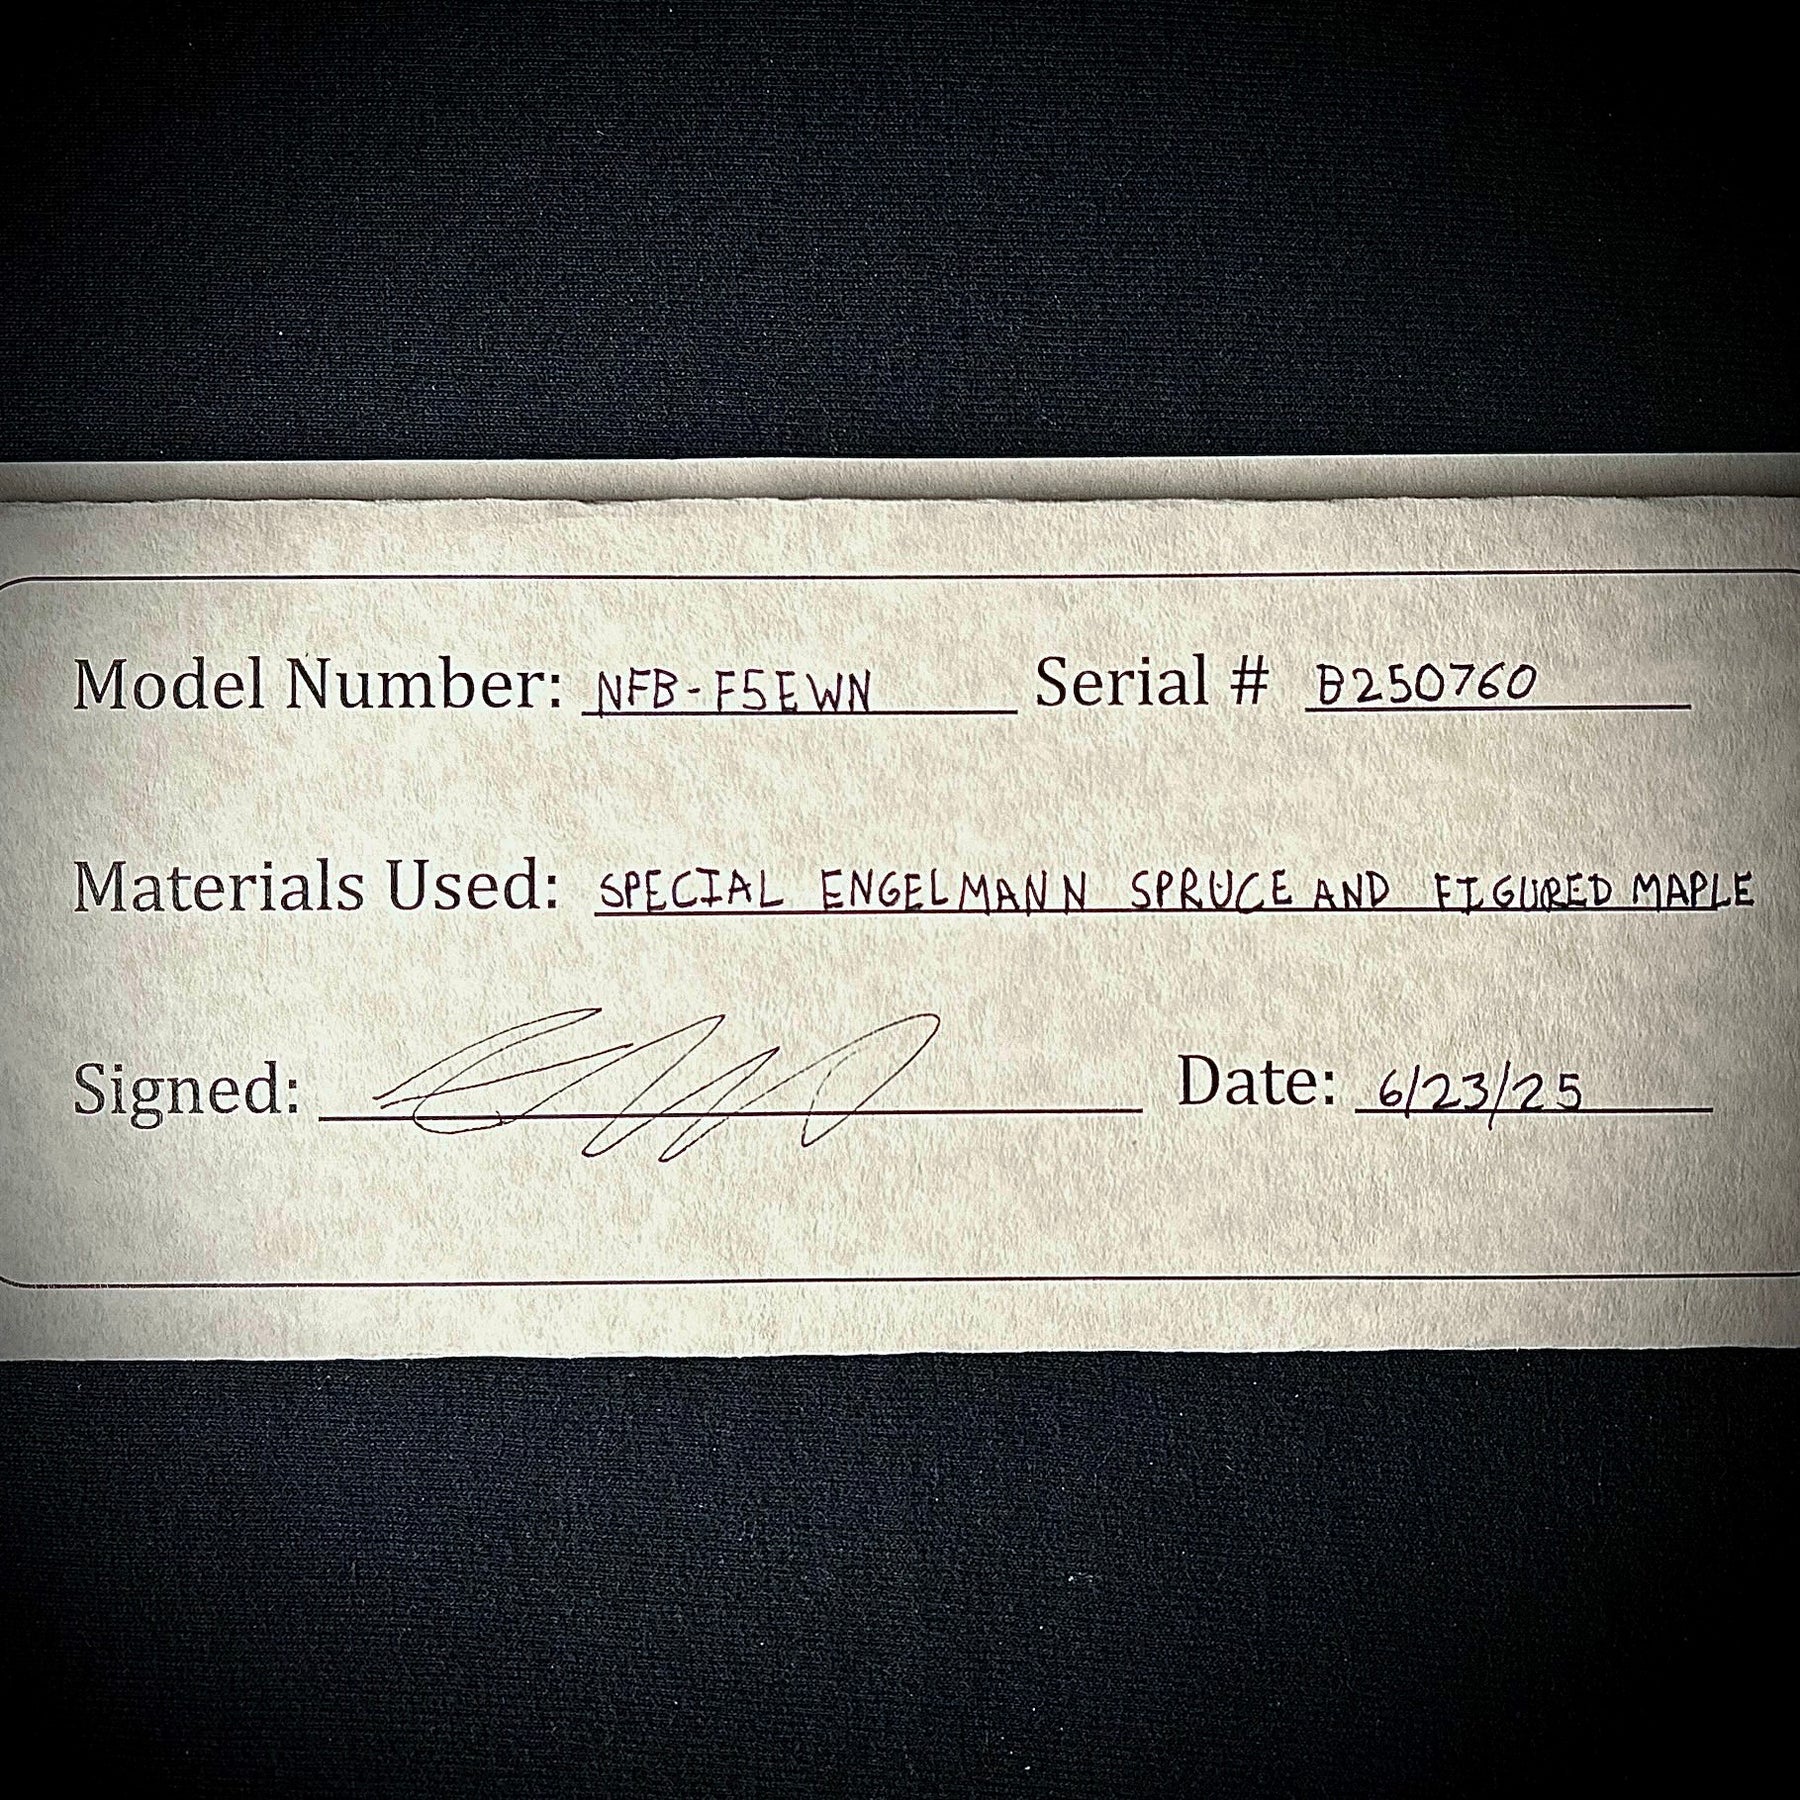 Model Number: NFB-F5EWN Serial # B250760
Materials Used: SPECIAL ENGELMANN SPRUCE AND FIGURED MAPLE
Signed: Date: 6/23/25